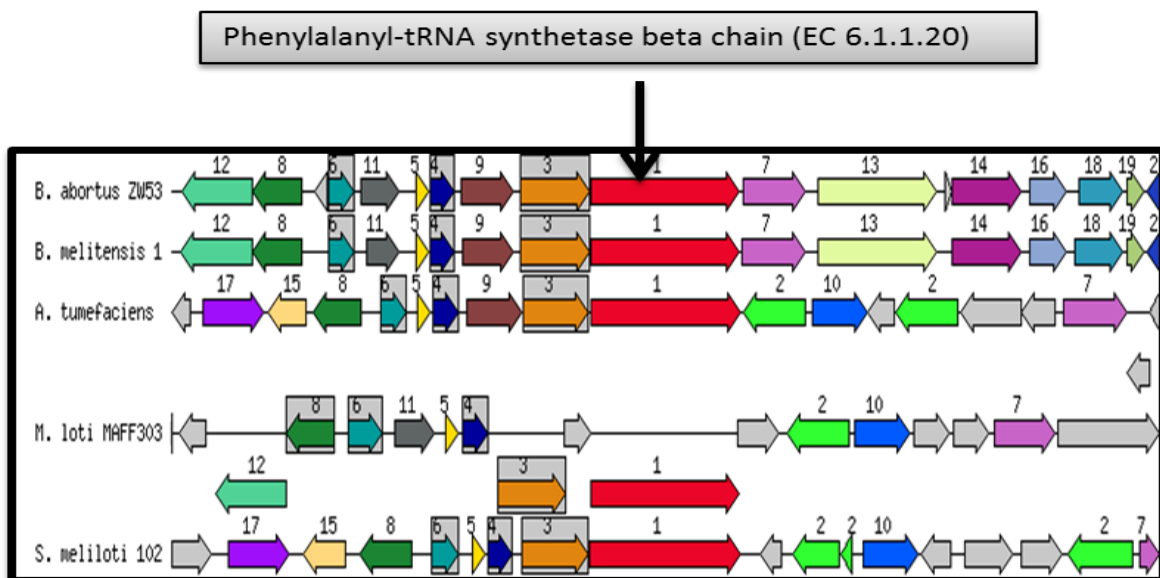 Phenylalanyl-tRNA synthetase beta chain (EC 6.1.1.20)
12 8 6 11 5 4 9 3 1 7 13 14 16 18 19 2
B. abortus ZW53
12 8 6 11 5 4 9 3 1 7 13 14 16 18 19 2
B. melitensis 1
17 15 8 6 5 4 9 3 1 2 10 2 7
A. tumefaciens
8 6 11 5 4 2 10 7
M. loti MAFF303
12 3 1
17 15 8 6 5 4 3 1 2 2 10 2 7
S. meliloti 102